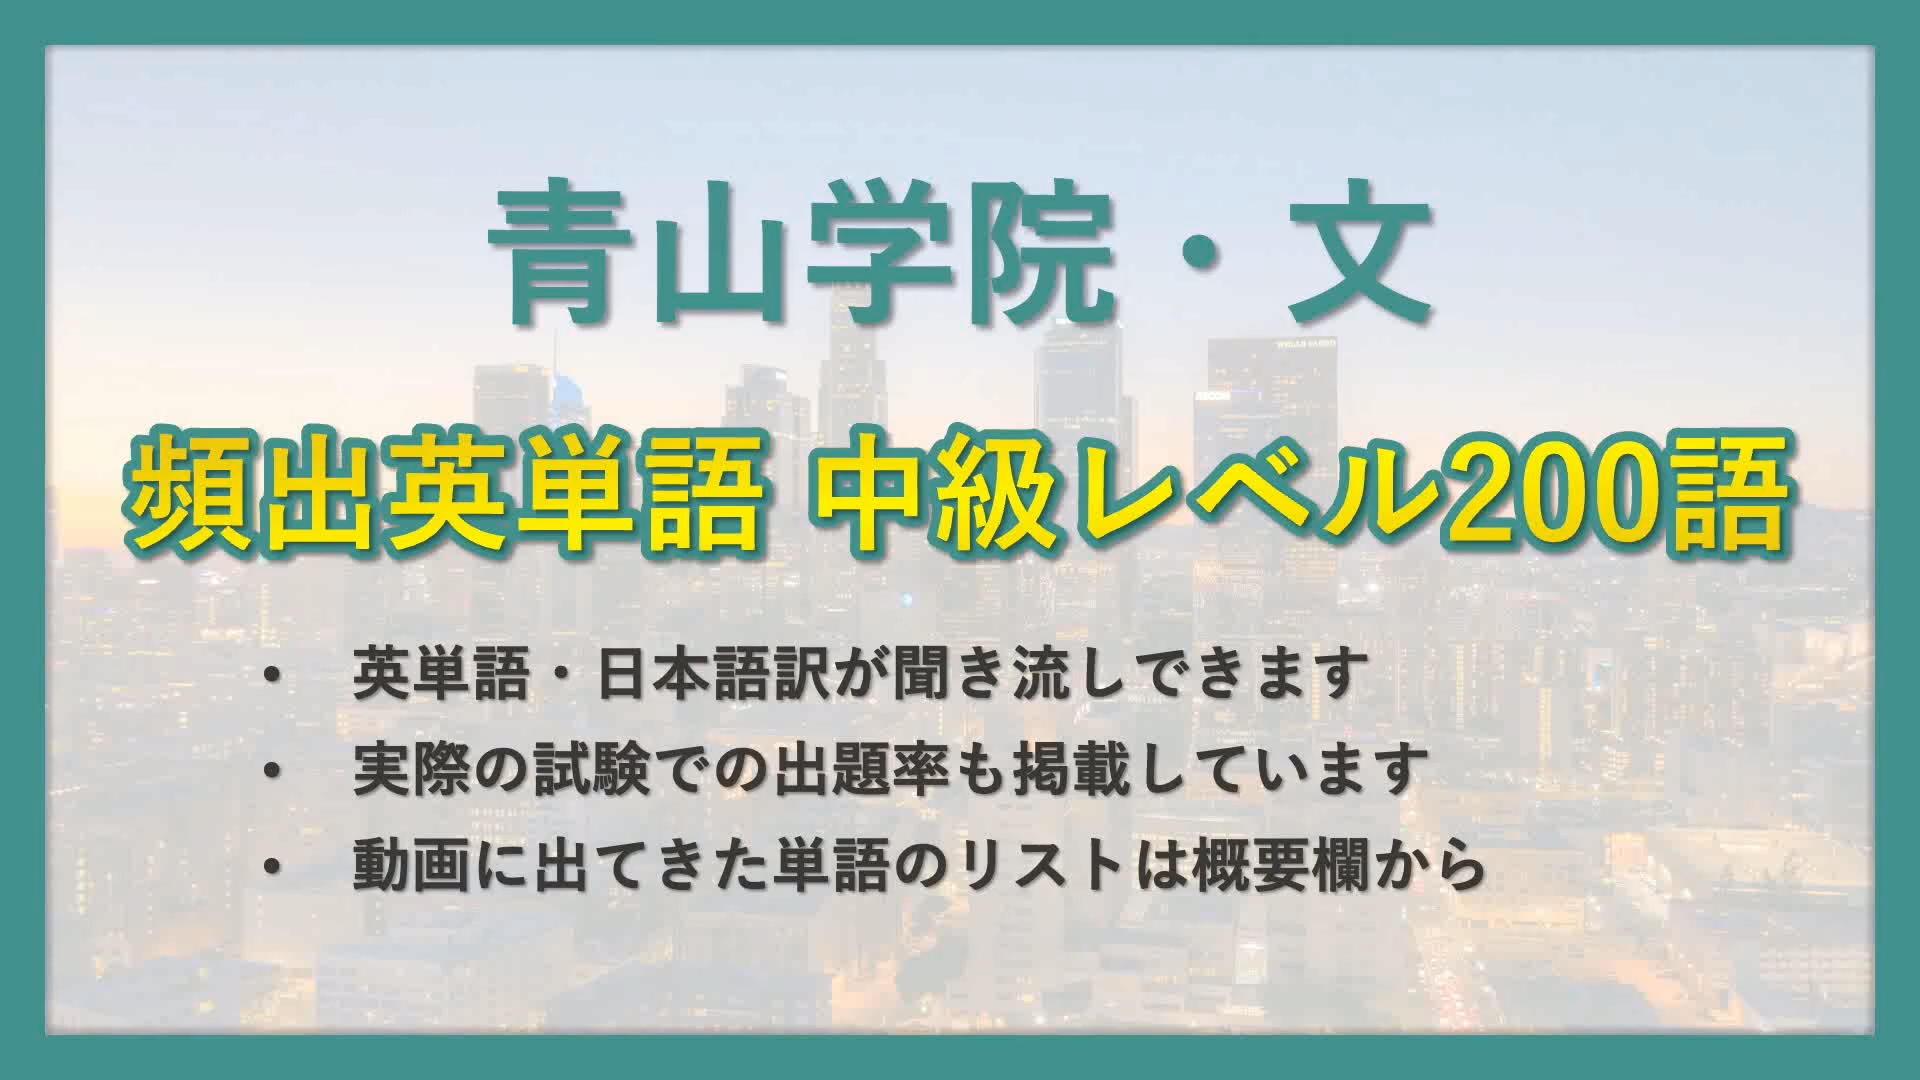 青山学院・文
頻出英単語 中級レベル200語
• 英単語・日本語訳が聞き流しできます
• 実際の試験での出題率も掲載しています
• 動画に出てきた単語のリストは概要欄から
WELLS FARGO
AECOM